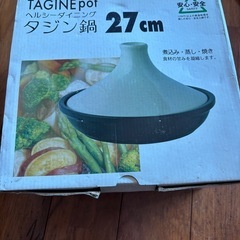 TAGINE pot
ヘルシーダイニング
タジン鍋 27cm
安心・安全
煮込み・蒸し・焼き
食材の旨みを凝縮します。